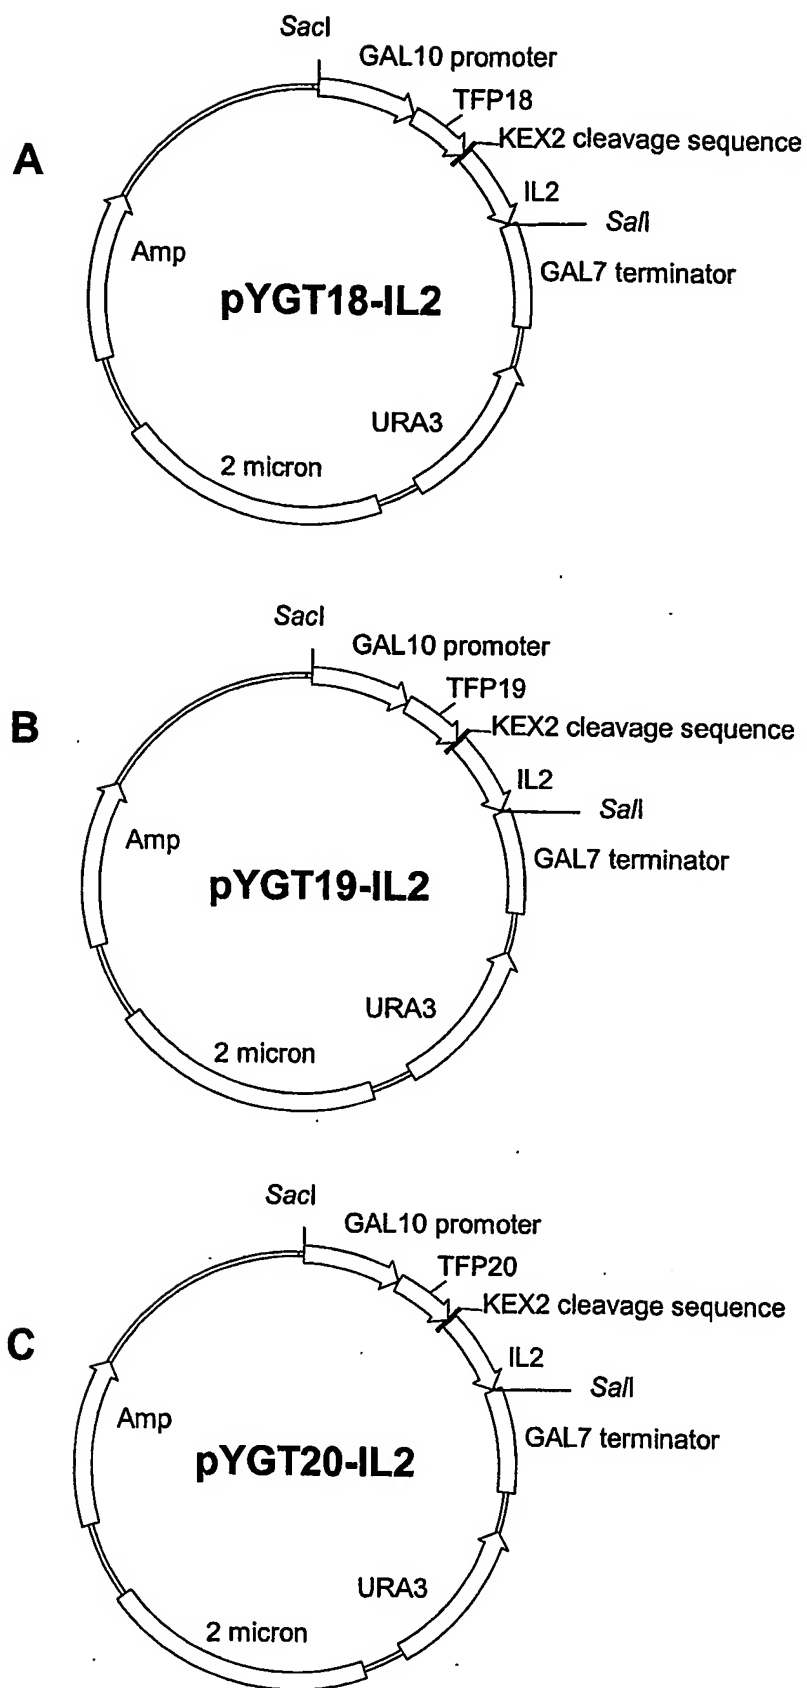 SacI
GAL10 promoter
TFP18
KEX2 cleavage sequence
A
IL2
SalI
Amp
GAL7 terminator
pYGT18-IL2
URA3
2 micron
SacI
GAL10 promoter
TFP19
KEX2 cleavage sequence
B
IL2
SalI
Amp
GAL7 terminator
pYGT19-IL2
URA3
2 micron
SacI
GAL10 promoter
TFP20
KEX2 cleavage sequence
C
IL2
SalI
Amp
GAL7 terminator
pYGT20-IL2
URA3
2 micron